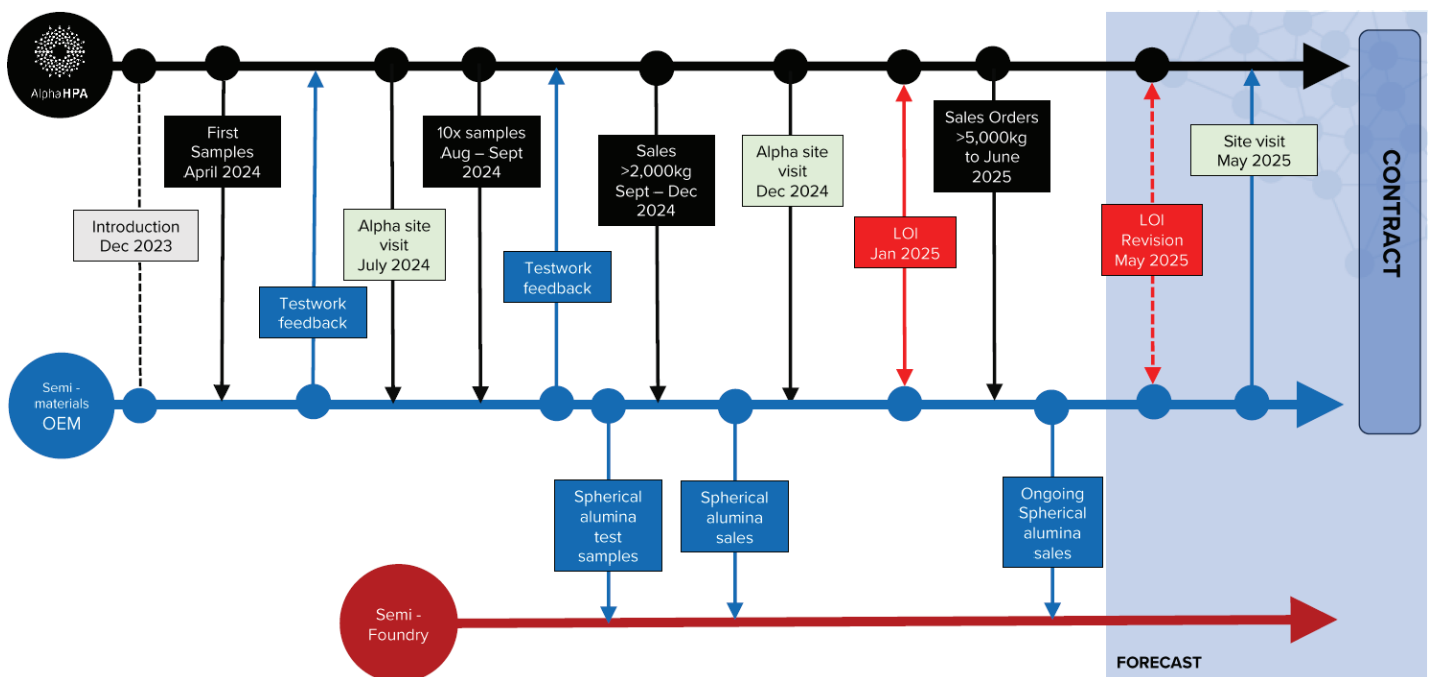 AlphaHPA
First
Samples
April 2024
10x samples
Aug – Sept
2024
Sales
>2,000kg
Sept – Dec
2024
Alpha site
visit
Dec 2024
Sales Orders
>5,000kg
to June
2025
Site visit
May 2025
CONTRACT
Introduction
Dec 2023
Alpha site
visit
July 2024
Testwork
feedback
LOI
Jan 2025
LOI
Revision
May 2025
Testwork
feedback
Semi -
materials
OEM
Spherical
alumina
test
samples
Spherical
alumina
sales
Ongoing
Spherical
alumina
sales
Semi -
Foundry
FORECAST